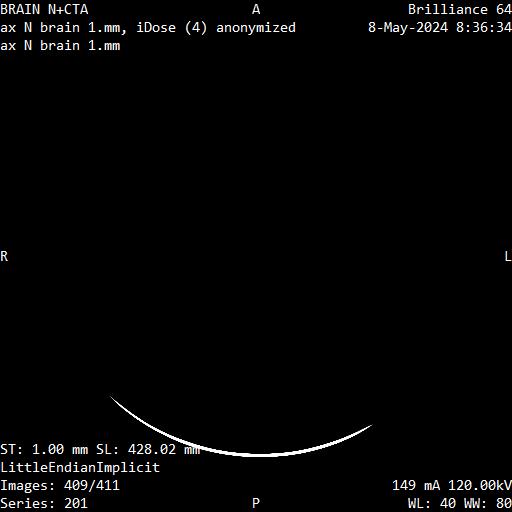 BRAIN N+CTA
A
Brilliance 64
ax N brain 1.mm, iDose (4) anonymized
8-May-2024 8:36:34
ax N brain 1.mm
R
L
ST: 1.00 mm SL: 428.02 mm
LittleEndianImplicit
Images: 409/411
149 mA 120.00kV
Series: 201
P
WL: 40 WW: 80